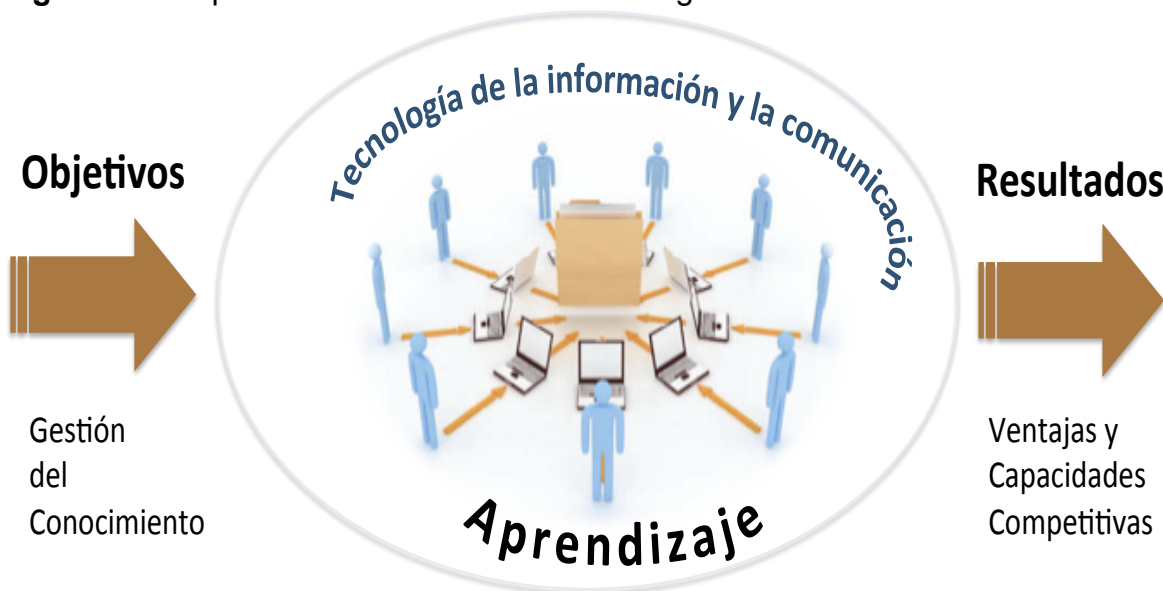 Tecnología de la información y la comunicación
Objetivos
Resultados
Gestión
del
Conocimiento
Ventajas y
Capacidades
Competitivas
Aprendizaje